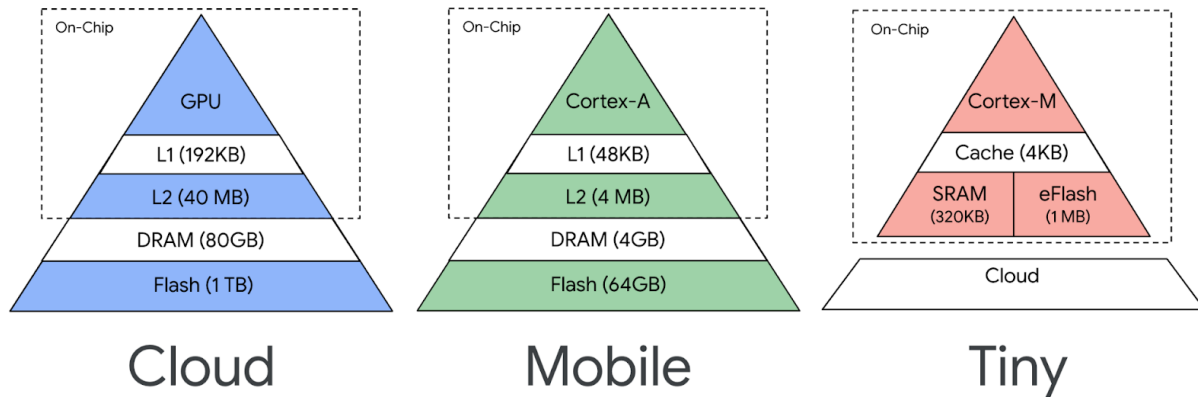 On-Chip
GPU
L1 (192KB)
L2 (40 MB)
DRAM (80GB)
Flash (1 TB)
Cloud
On-Chip
Cortex-A
L1 (48KB)
L2 (4 MB)
DRAM (4GB)
Flash (64GB)
Mobile
On-Chip
Cortex-M
Cache (4KB)
SRAM
(320KB)
eFlash
(1 MB)
Cloud
Tiny